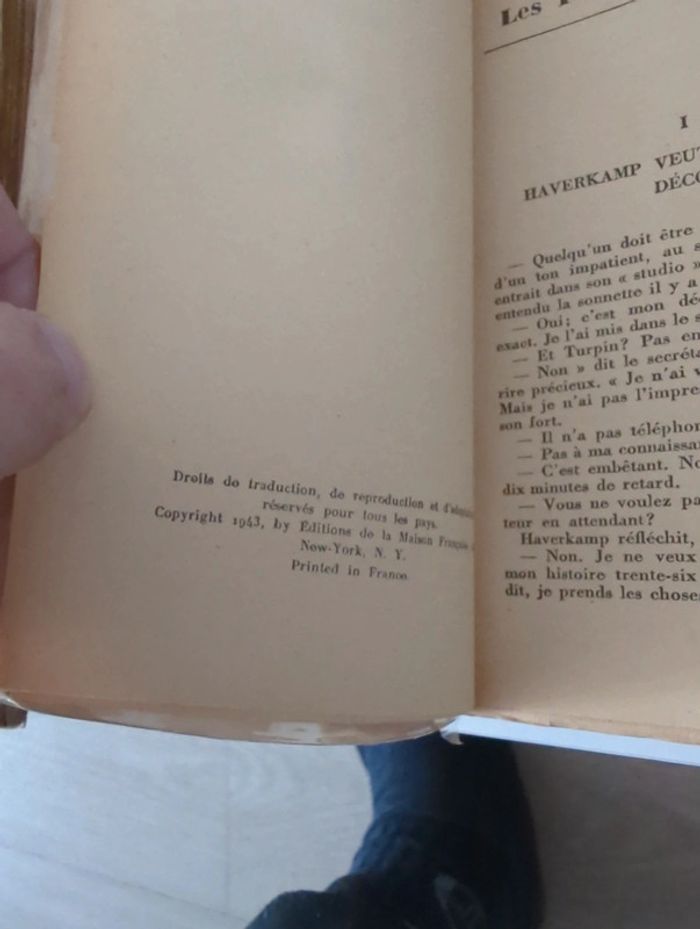 Droits de traduction, de reproduction et d'adaptation
réservés pour tous les pays.
Copyright 1943, by Éditions de la Maison Française
New-York, N. Y.
Printed in France
Les
I
HAVERKAMP
— Quelqu'un doit être
d'un ton impatient, au
entrait dans son « studio »
entendu la sonnette il y a
— Oui; c'est mon
exact. Je l'ai mis dans le
— Et Turpin? Pas
— Non » dit le
rire précieux. « Je n'ai
Mais je n'ai pas
son fort.
— Il n'a pas
— Pas à ma
— C'est embêtant.
dix minutes de retard.
— Vous ne voulez
teur en attendant?
Haverkamp réfléchit,
— Non. Je ne veux
mon histoire trente-six
dit, je prends les